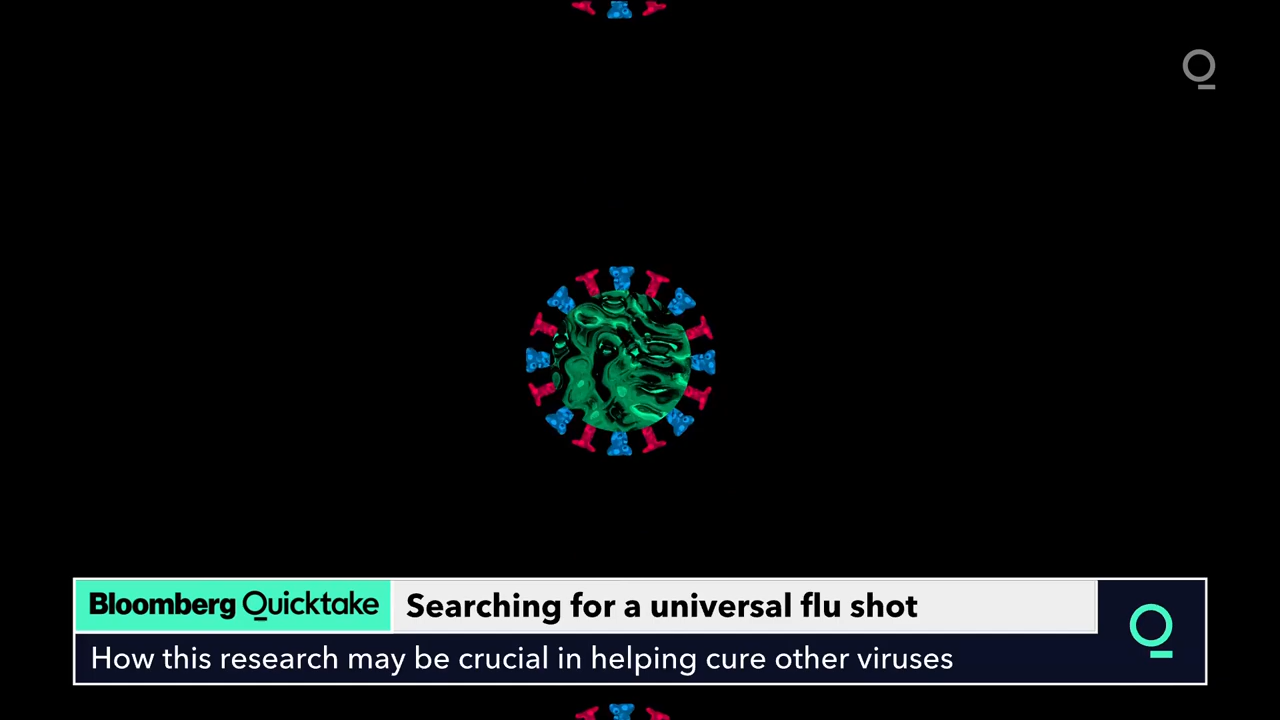 Bloomberg Quicktake
Searching for a universal flu shot
How this research may be crucial in helping cure other viruses